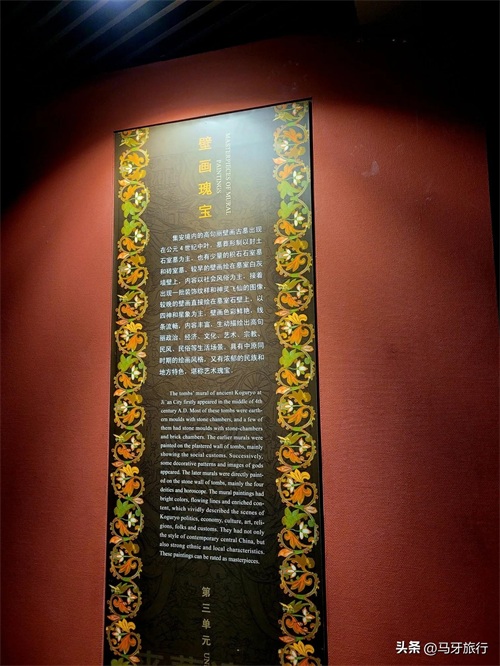 壁画瑰宝
MASTERPIECES OF MURAL
PAINTINGS
集安境内的高句丽壁画古墓出现
在公元4世纪中叶。墓葬形制以封土
石室墓为主，也有少量的积石石室墓
和砖室墓。较早的壁画绘在墓室白灰
墙壁上，内容以社会风俗为主，接着
出现一批装饰纹样和神灵飞仙的图像，
较晚的壁画直接绘在墓室石壁上，以
四神和星象为主。壁画色彩鲜艳，线
条流畅，内容丰富，生动描绘出高句
丽政治、经济、文化、艺术、宗教、
民风、民俗等生活场景。具有中原同
时期的绘画风格，又有浓郁的民族和
地方特色，堪称艺术瑰宝。
The tombs' mural of ancient Koguryo at
Ji'an City firstly appeared in the middle of 4th
century A.D. Most of these tombs were earth-
ern moulds with stone chambers, and a few of
them had stone moulds with stone-chambers
and brick chambers. The earlier murals were
painted on the plastered wall of tombs, mainly
showing the social customs. Successively,
some decorative patterns and images of gods
appeared. The later murals were directly paint-
ed on the stone wall of tombs, mainly the four
deities and horoscope. The mural paintings had
bright colors, flowing lines and enriched con-
tent, which vividly described the scenes of
Koguryo politics, economy, culture, art, reli-
gions, folks and customs. They had not only
the style of contemporary central China, but
also strong ethnic and local characteristics.
These paintings can be rated as masterpieces.
第三单元
头条 @马牙旅行